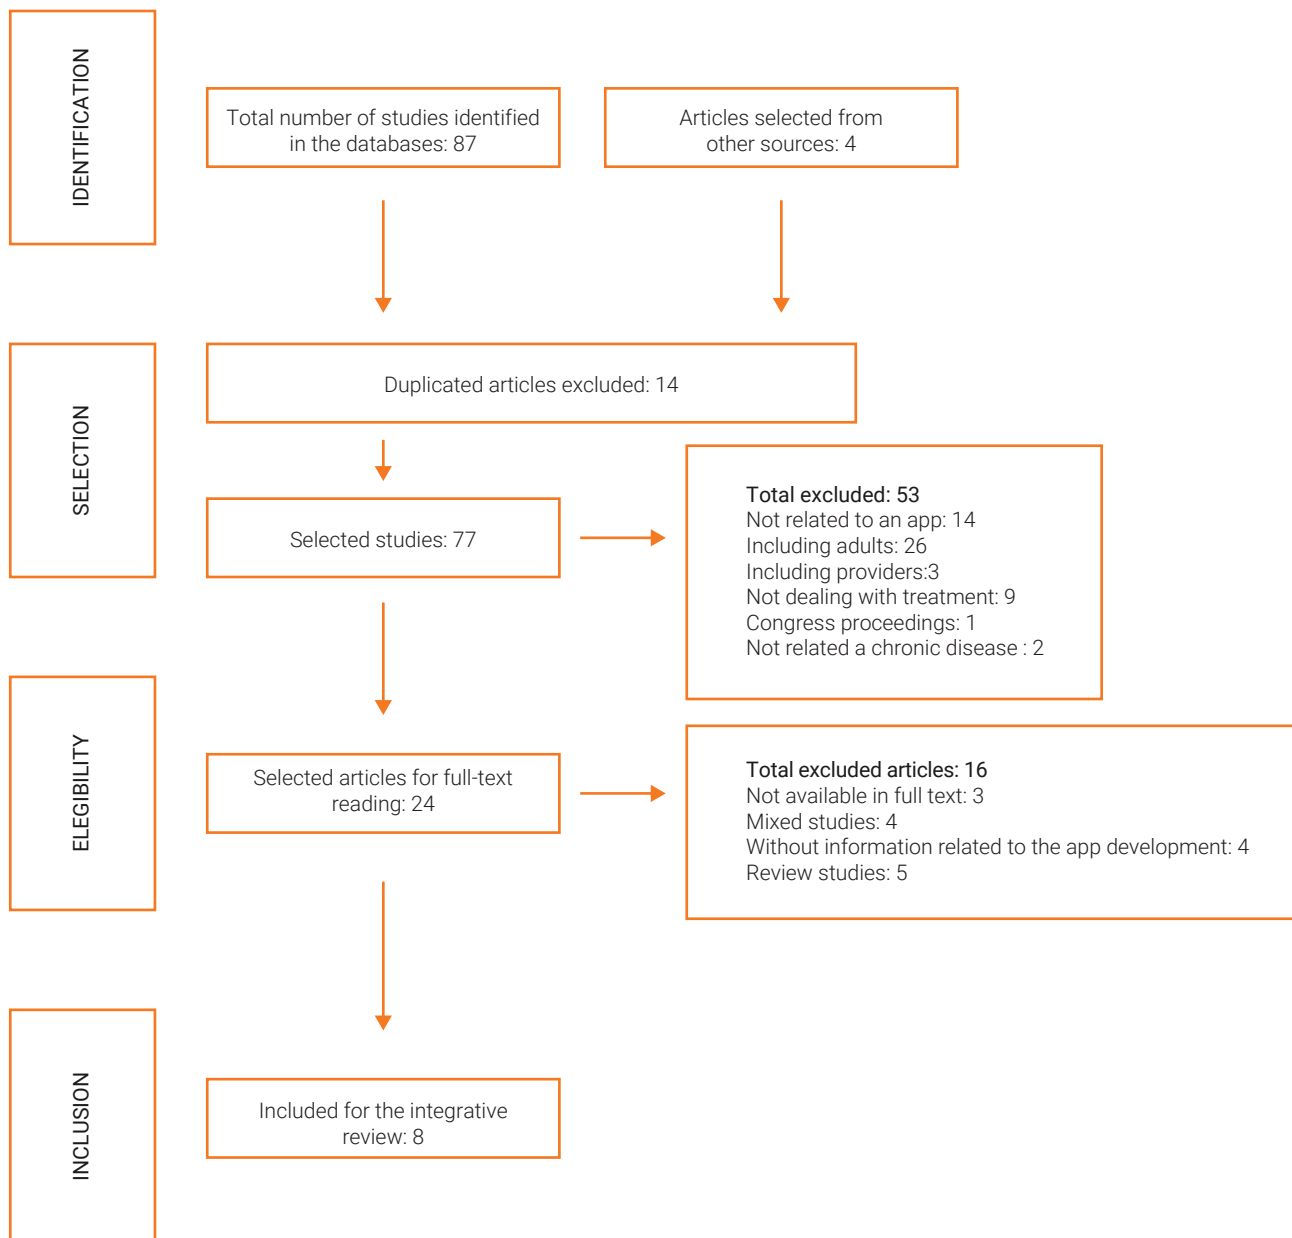 IDENTIFICATION
Total number of studies identified
in the databases: 87
Articles selected from
other sources: 4
SELECTION
Duplicated articles excluded: 14
Selected studies: 77
Total excluded: 53
Not related to an app: 14
Including adults: 26
Including providers:3
Not dealing with treatment: 9
Congress proceedings: 1
Not related a chronic disease : 2
ELEGIBILITY
Selected articles for full-text
reading: 24
Total excluded articles: 16
Not available in full text: 3
Mixed studies: 4
Without information related to the app development: 4
Review studies: 5
INCLUSION
Included for the integrative
review: 8